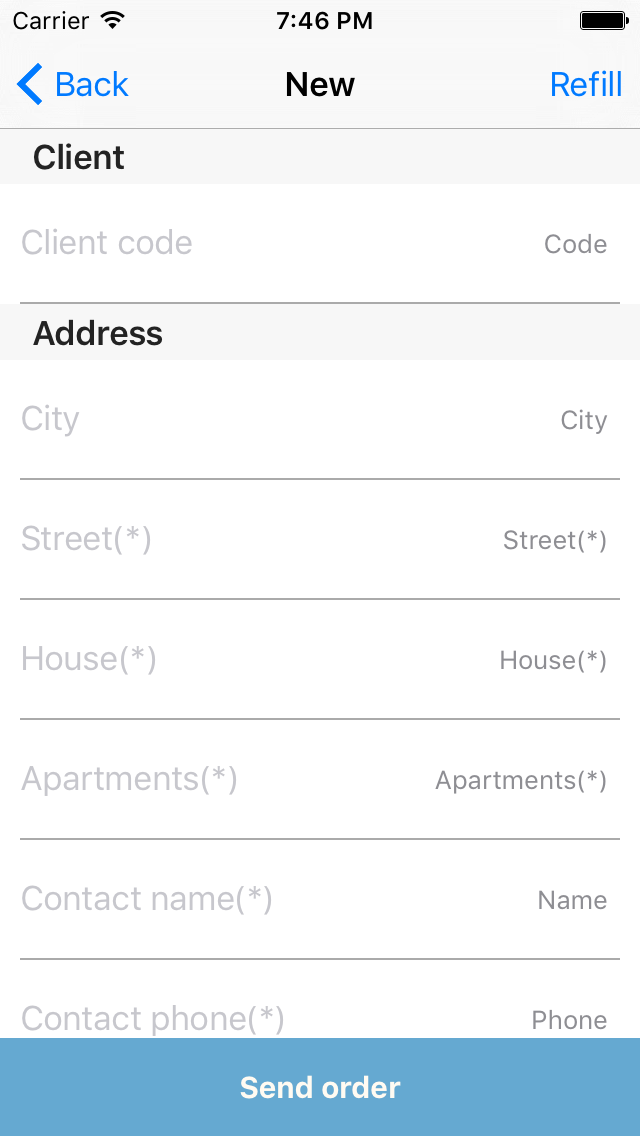 Carrier 7:46 PM
Back New Refill
Client
Client code Code
Address
City City
Street(*) Street(*)
House(*) House(*)
Apartments(*) Apartments(*)
Contact name(*) Name
Contact phone(*) Phone
Send order